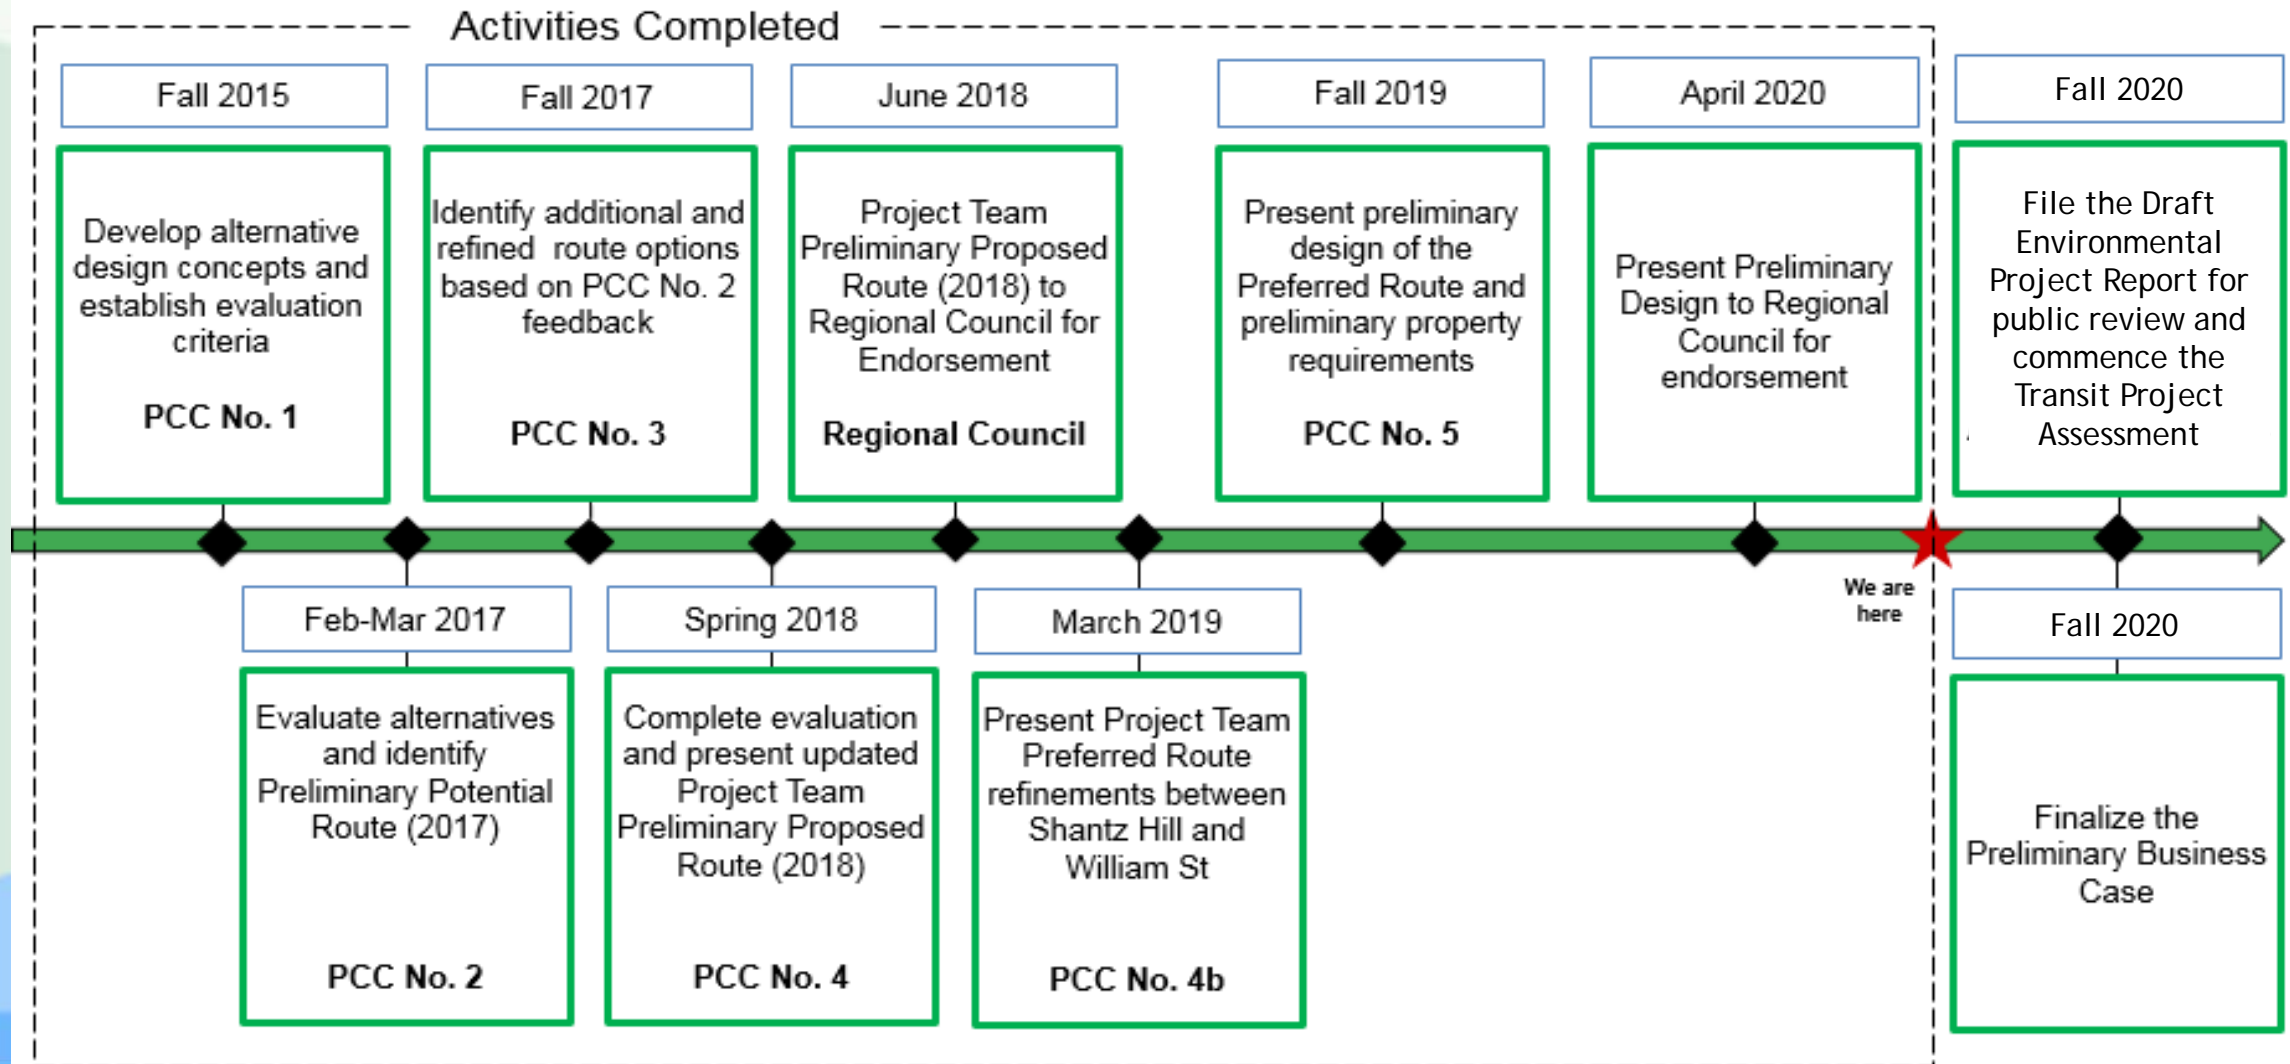 Activities Completed
Fall 2015
Develop alternative
design concepts and
establish evaluation
criteria
PCC No. 1
Feb-Mar 2017
Evaluate alternatives
and identify
Preliminary Potential
Route (2017)
PCC No. 2
Fall 2017
Identify additional and
refined route options
based on PCC No. 2
feedback
PCC No. 3
Spring 2018
Complete evaluation
and present updated
Project Team
Preliminary Proposed
Route (2018)
PCC No. 4
June 2018
Project Team
Preliminary Proposed
Route (2018) to
Regional Council for
Endorsement
Regional Council
March 2019
Present Project Team
Preferred Route
refinements between
Shantz Hill and
William St
PCC No. 4b
Fall 2019
Present preliminary
design of the
Preferred Route and
preliminary property
requirements
PCC No. 5
April 2020
Present Preliminary
Design to Regional
Council for
endorsement
We are
here
Fall 2020
File the Draft
Environmental
Project Report for
public review and
commence the
Transit Project
Assessment
Fall 2020
Finalize the
Preliminary Business
Case